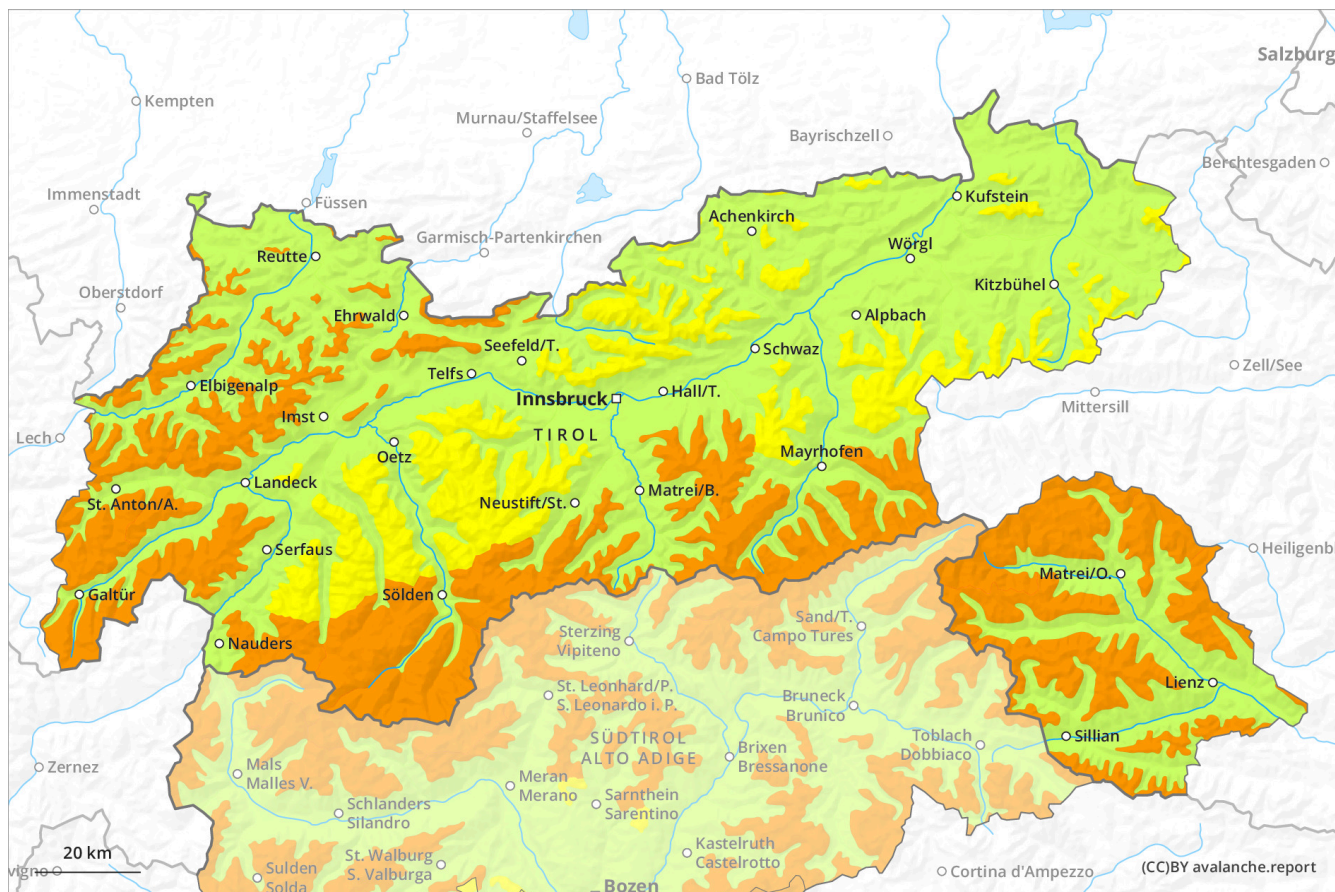 Salzburg
Bad Tölz
Kempten
Murnau/Staffelsee
Bayrischzell
Berchtesgaden
Immenstadt
Füssen
Kufstein
Achenkirch
Garmisch-Partenkirchen
Wörgl
Reutte
Kitzbühel
Oberstdorf
Ehrwald
Alpbach
Seefeld/T.
Schwaz
Zell/See
Telfs
Elbigenalp
Hall/T.
Innsbruck
Mittersill
Imst
TIROL
Lech
Oetz
Mayrhofen
Landeck
Matrei/B.
St. Anton/A.
Neustift/St.
Serfaus
Heiligenb
Matrei/O.
Galtür
Sölden
Sand/T.
Campo Tures
Sterzing
Vipiteno
Nauders
Lienz
St. Leonhard/P.
S. Leonardo i. P.
Bruneck
Brunico
SÜDTIROL
ALTO ADIGE
Toblach
Dobbiaco
Sillian
Brixen
Bressanone
Zernez
Mals
Malles V.
Meran
Merano
Sarnthein
Sarentino
Schlanders
Silandro
20 km
St. Walburg
S. Valburga
Kastelruth
Castelrotto
vigno
Sulden
Solda
Bozen
Cortina d'Ampezzo
(CC)BY avalanche.report